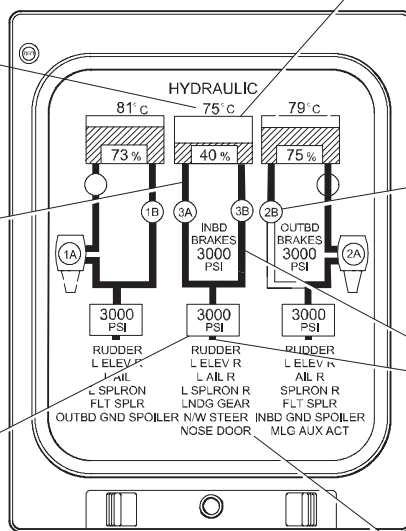 HYDRAULIC
81°C 75°C 79°C
73 % 40 % 75 %
1B 3A 3B 2B
INBD BRAKES 3000 PSI
OUTBD BRAKES 3000 PSI
1A 2A
3000 PSI 3000 PSI 3000 PSI
RUDDER
L ELEV R
L AIL
L SPLRON
FLT SPLR
OUTBD GND SPOILER
RUDDER
L ELEV R
L AIL R
L SPLRON R
LNDG GEAR
N/W STEER
NOSE DOOR
RUDDER
L ELEV R
AIL R
SPLRON R
FLT SPLR
INBD GND SPOILER
MLG AUX ACT